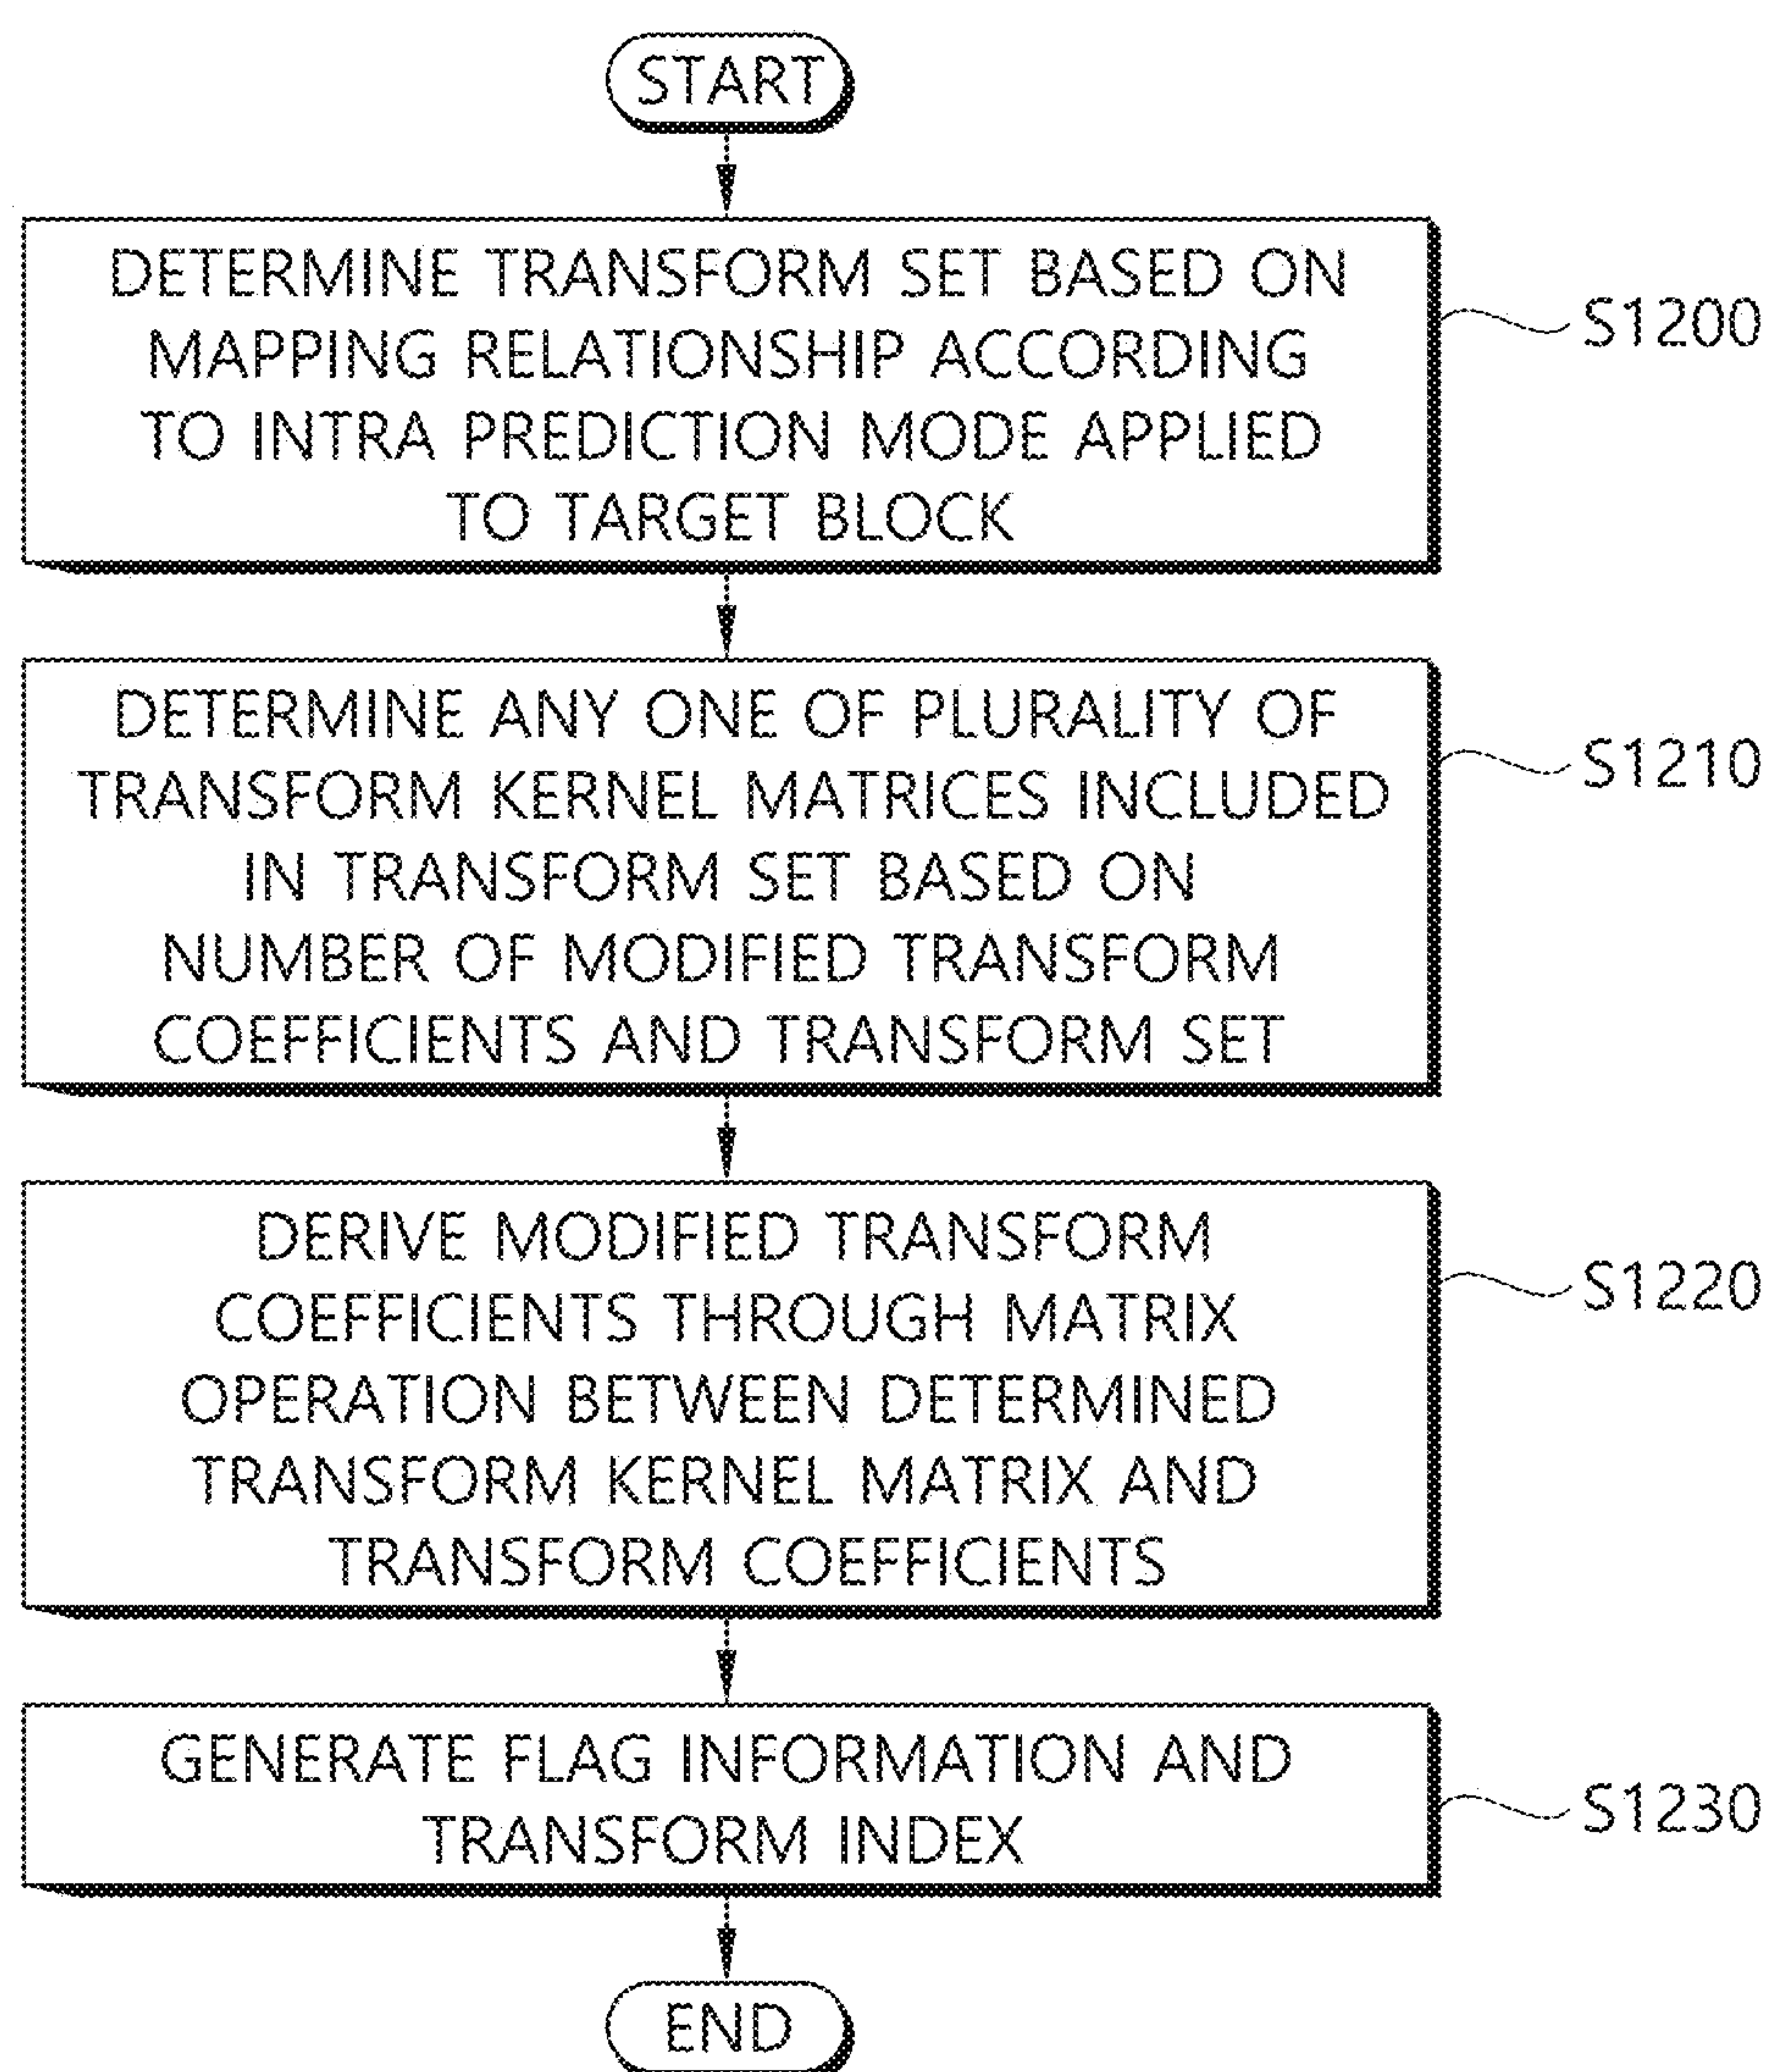 START
DETERMINE TRANSFORM SET BASED ON
MAPPING RELATIONSHIP ACCORDING
TO INTRA PREDICTION MODE APPLIED
TO TARGET BLOCK
S1200
DETERMINE ANY ONE OF PLURALITY OF
TRANSFORM KERNEL MATRICES INCLUDED
IN TRANSFORM SET BASED ON
NUMBER OF MODIFIED TRANSFORM
COEFFICIENTS AND TRANSFORM SET
S1210
DERIVE MODIFIED TRANSFORM
COEFFICIENTS THROUGH MATRIX
OPERATION BETWEEN DETERMINED
TRANSFORM KERNEL MATRIX AND
TRANSFORM COEFFICIENTS
S1220
GENERATE FLAG INFORMATION AND
TRANSFORM INDEX
S1230
END